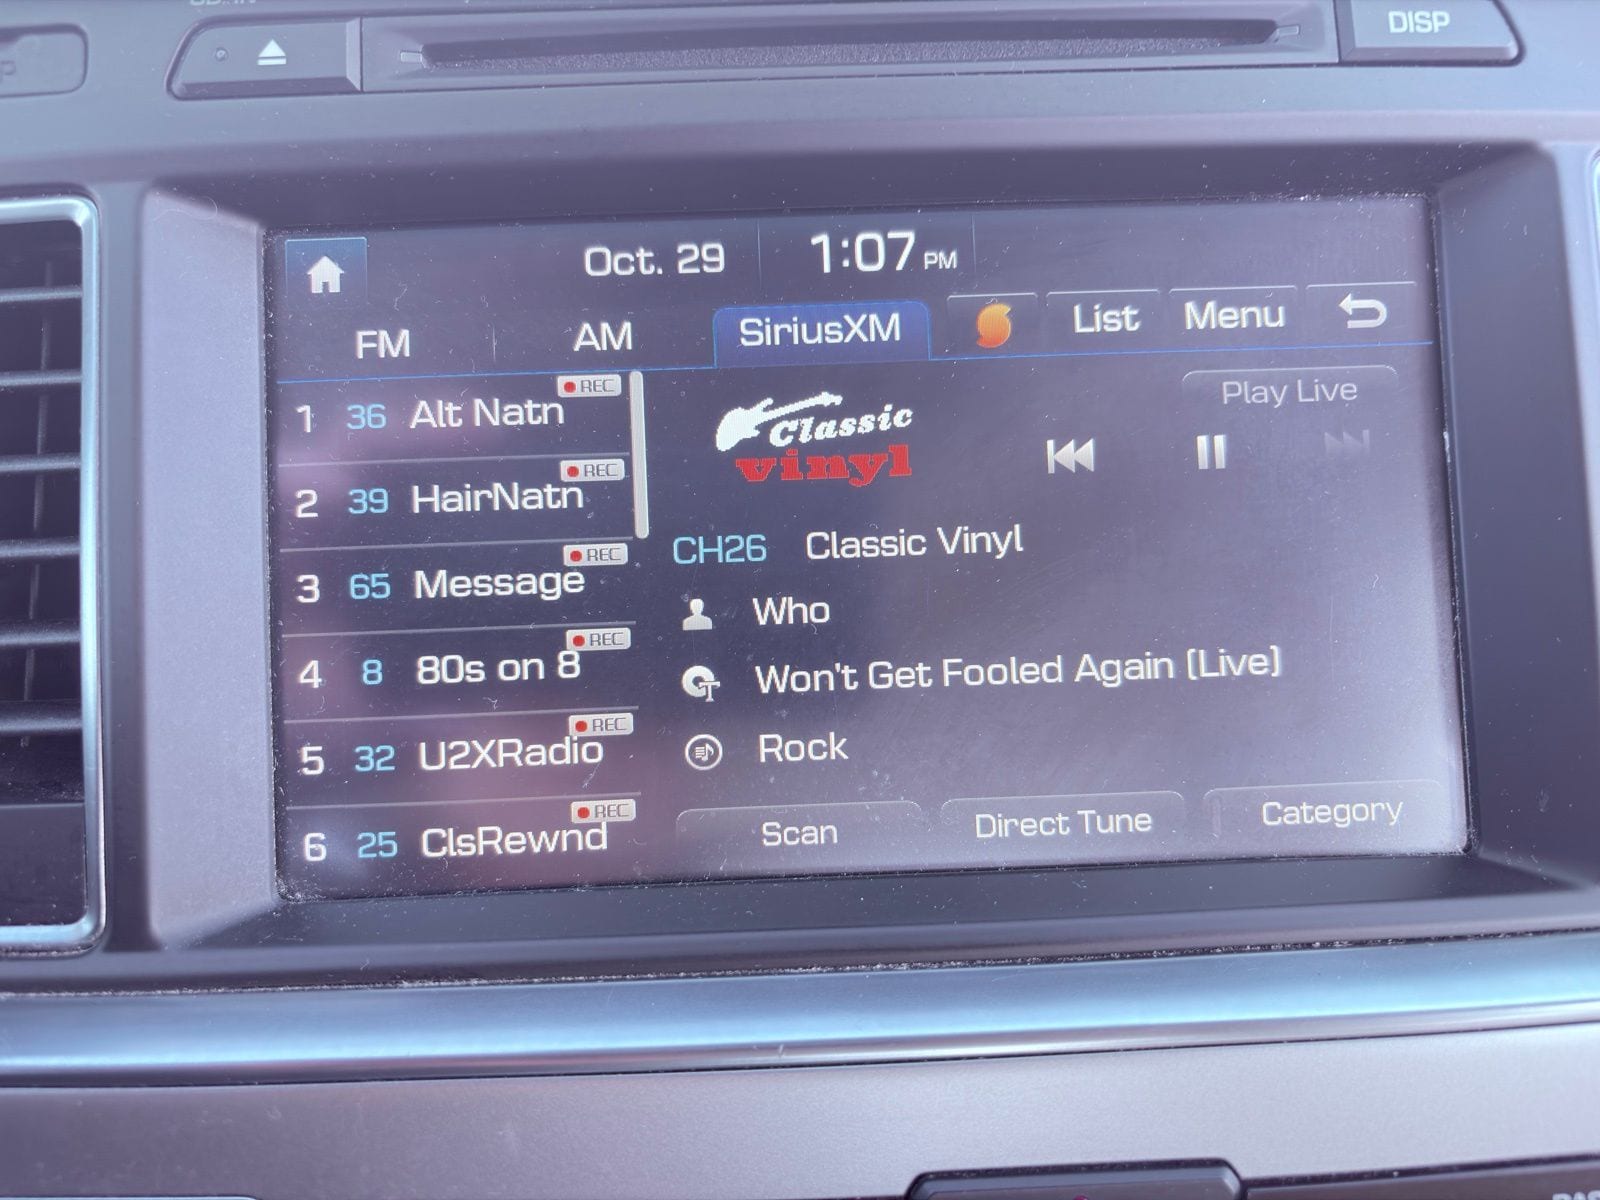 DISP
Oct. 29 1:07 PM
FM AM SiriusXM List Menu
1 36 Alt Natn REC
2 39 HairNatn REC
3 65 Message REC
4 8 80s on 8 REC
5 32 U2XRadio REC
6 25 ClsRewnd REC
Classic
vinyl
Play Live
CH26 Classic Vinyl
Who
Won't Get Fooled Again (Live)
Rock
Scan Direct Tune Category